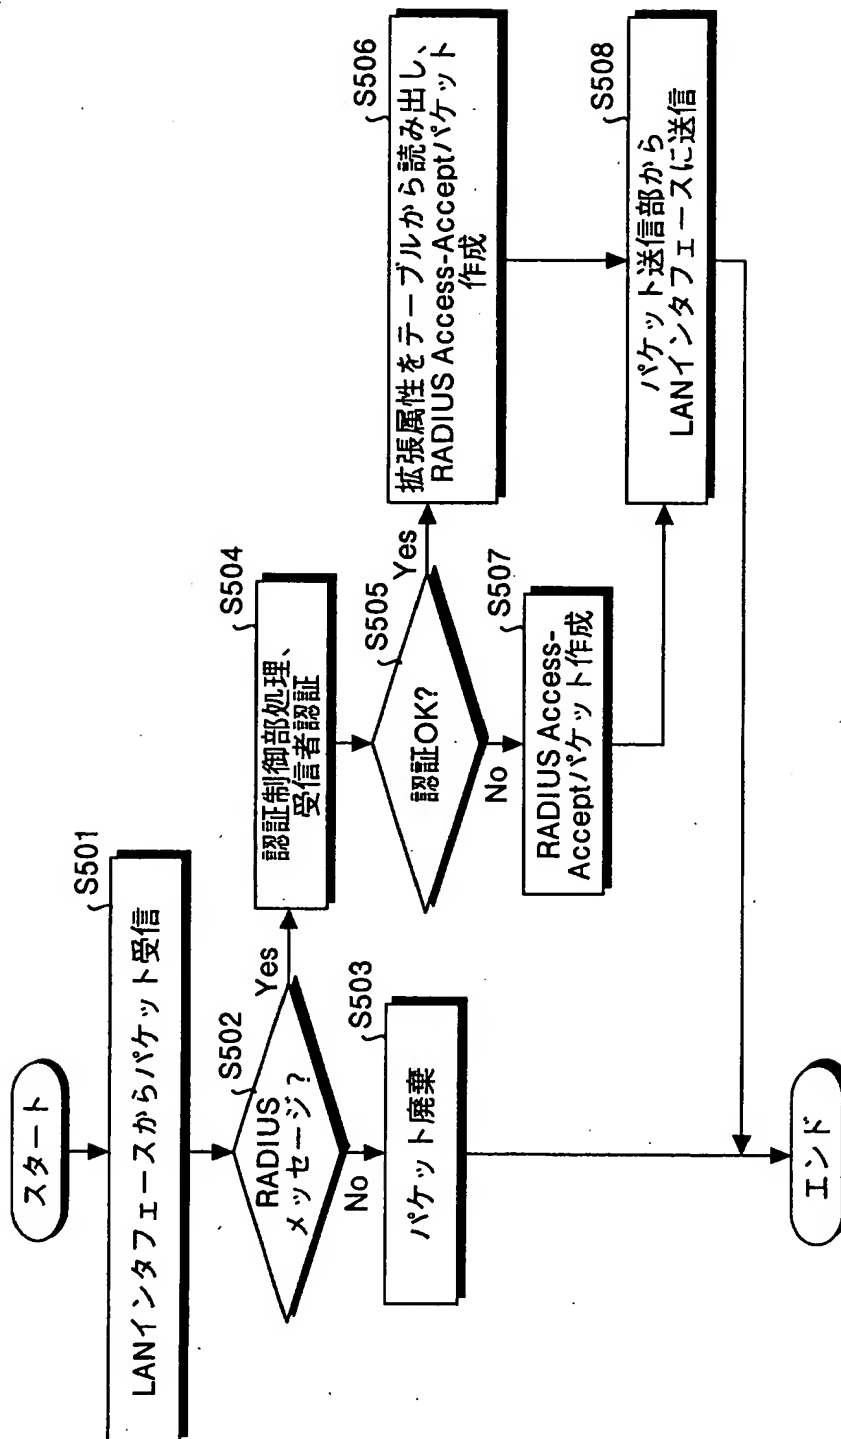 スタート
S501
LANインタフェースからパケット受信
S502
RADIUS
メッセージ?
Yes
No
S503
パケット廃棄
S504
認証制御部処理、
受信者認証
S505
認証OK?
Yes
No
S506
拡張属性をテーブルから読み出し、
RADIUS Access-Acceptパケット
作成
S507
RADIUS Access-
Acceptパケット作成
S508
パケット送信部から
LANインタフェースに送信
エンド